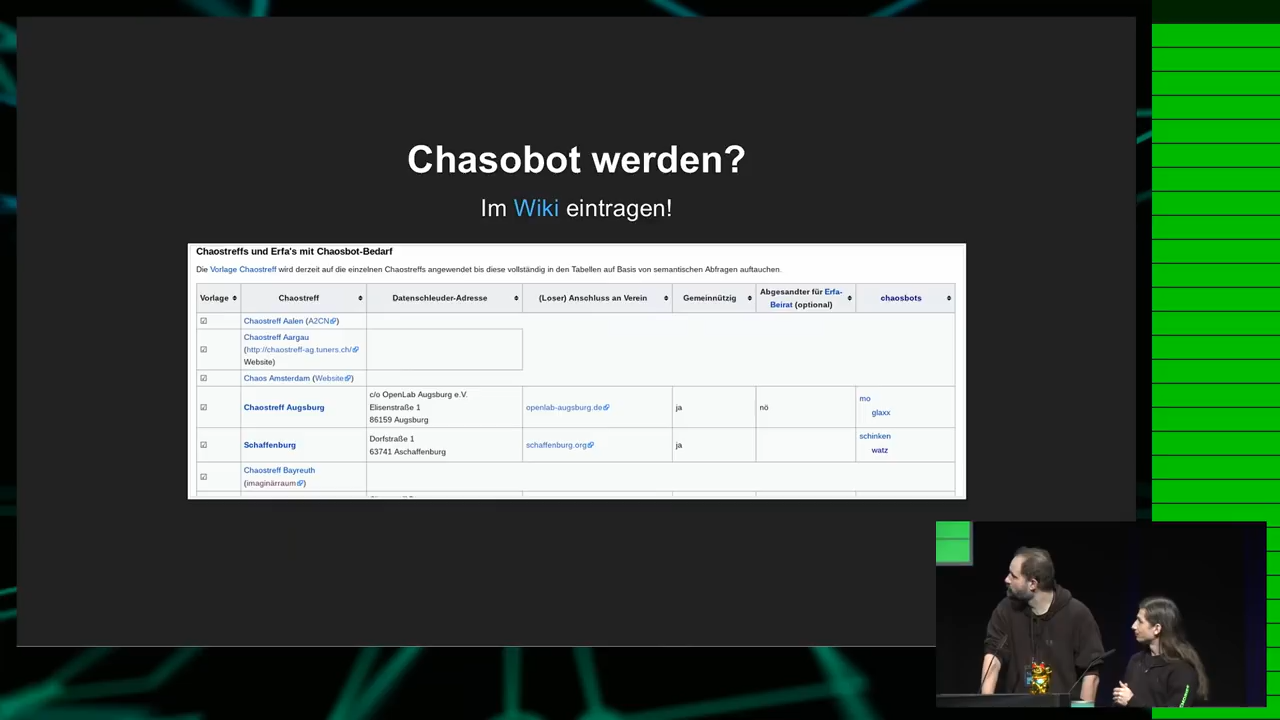 Chasobot werden?
Im Wiki eintragen!
Chaostreffs und Erfa's mit Chaosbot-Bedarf
Die Vorlage Chaostreff wird derzeit auf die einzelnen Chaostreffs angewendet bis diese vollständig in den Tabellen auf Basis von semantischen Abfragen auftauchen.
Vorlage Chaostreff Datenschleuder-Adresse (Loser) Anschluss an Verein Gemeinnützig Abgesandter für Erfa-
Beirat (optional) chaosbots
Chaostreff Aalen (A2CN)
Chaostreff Aargau
(http://chaostreff-ag.tuners.ch/
Website)
Chaos Amsterdam (Website)
Chaostreff Augsburg
c/o OpenLab Augsburg e.V.
Elisenstraße 1
86159 Augsburg
openlab-augsburg.de
ja
nö
mo
glaxx
Schaffenburg
Dorfstraße 1
63741 Aschaffenburg
schaffenburg.org
ja
schinken
watz
Chaostreff Bayreuth
(imaginärraum)